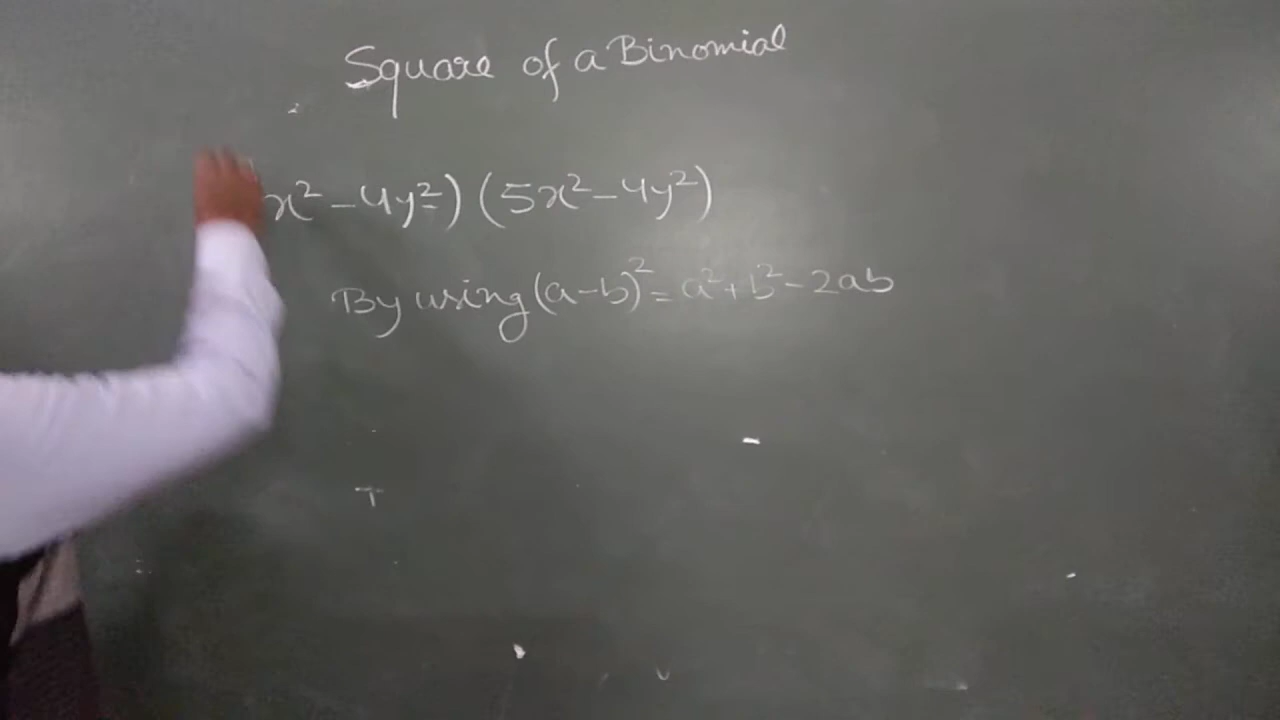 Square of a Binomial
x² - 4y²) (5x² - 4y²)
By using (a-b)² = a² + b² - 2ab